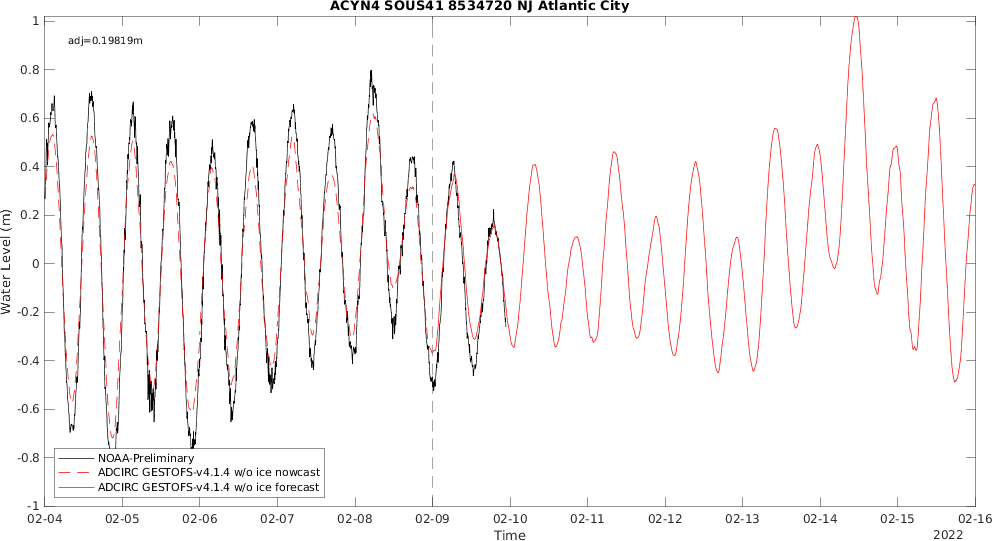 ACYN4 SOUS41 8534720 NJ Atlantic City
adj=0.19819m
1
0.8
0.6
0.4
0.2
0
-0.2
-0.4
-0.6
-0.8
-1
Water Level (m)
NOAA-Preliminary
ADCIRC GESTOFS-v4.1.4 w/o ice nowcast
ADCIRC GESTOFS-v4.1.4 w/o ice forecast
02-04 02-05 02-06 02-07 02-08 02-09 02-10 02-11 02-12 02-13 02-14 02-15 02-16
Time
2022